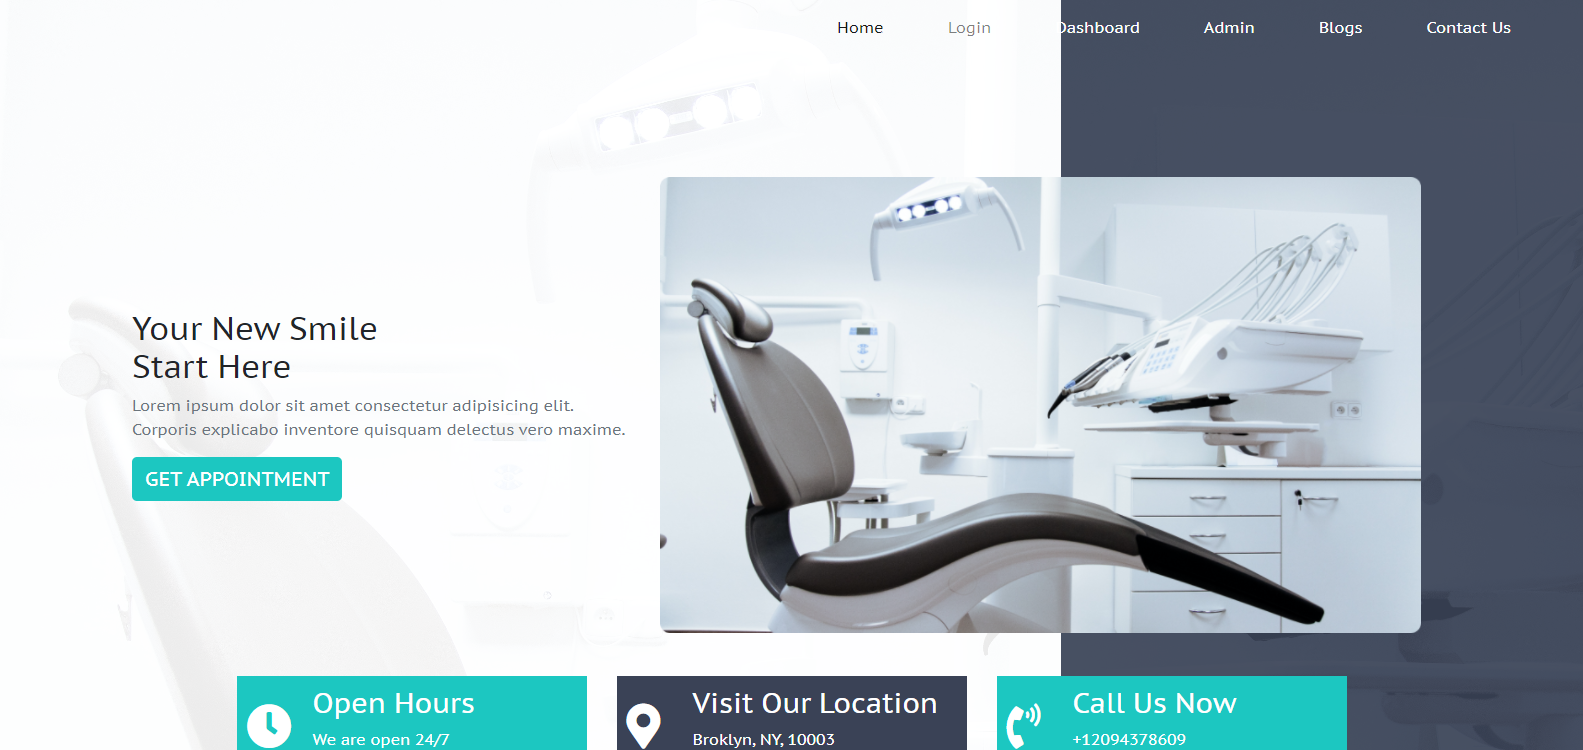 Home Login Dashboard Admin Blogs Contact Us
Your New Smile
Start Here
Lorem ipsum dolor sit amet consectetur adipisicing elit.
Corporis explicabo inventore quisquam delectus vero maxime.
GET APPOINTMENT
Open Hours
We are open 24/7
Visit Our Location
Broklyn, NY, 10003
Call Us Now
+12094378609